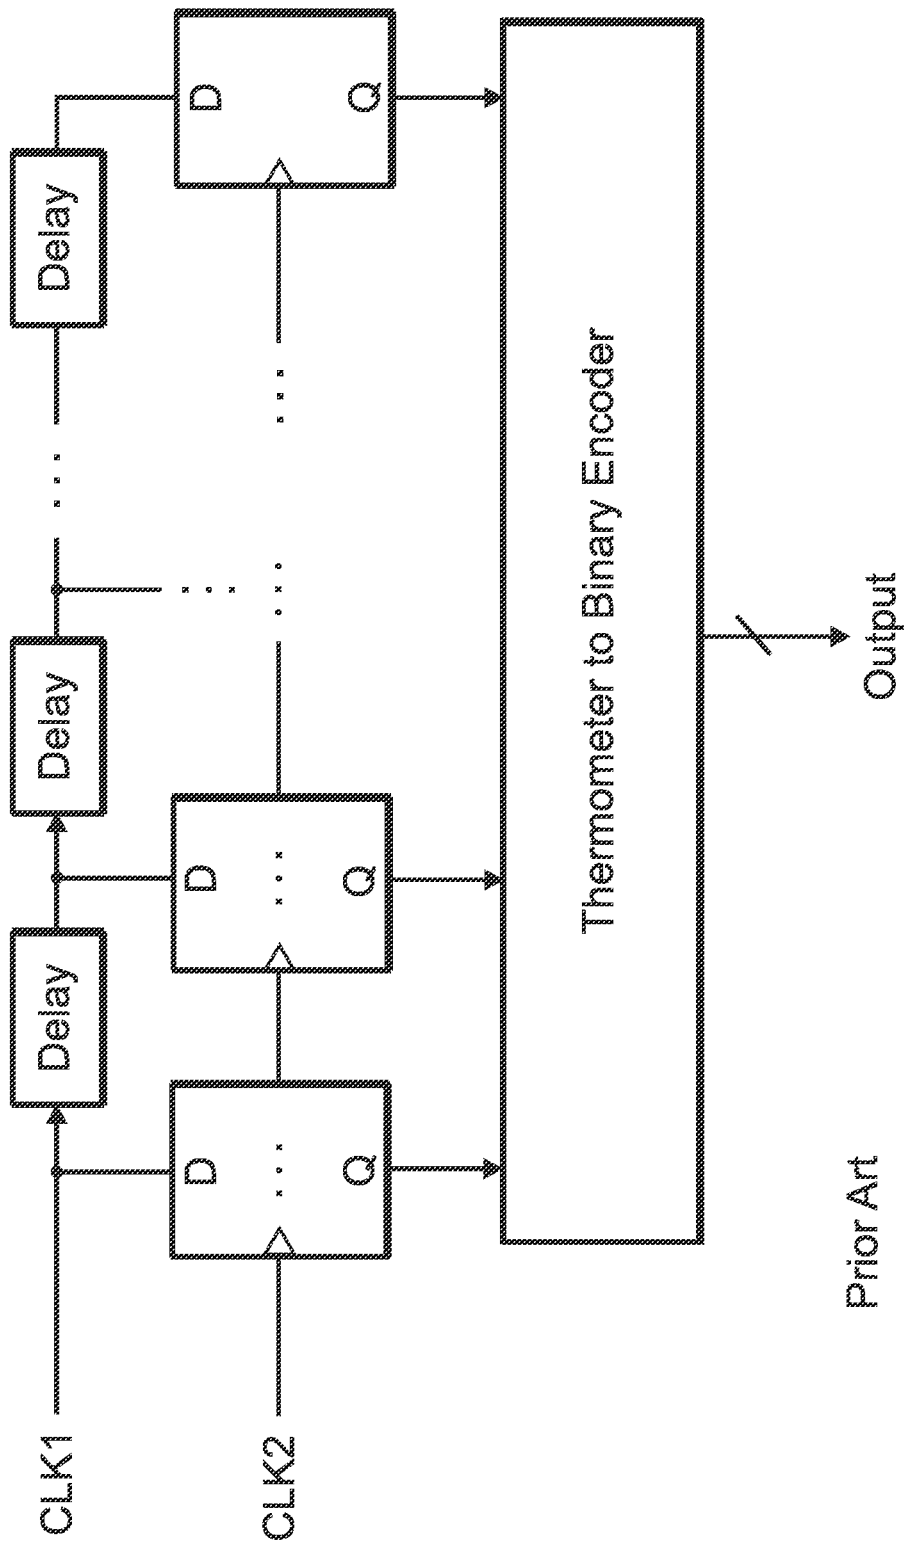 CLK1
Delay
Delay
Delay
CLK2
D
D
D
Q
Q
Q
Thermometer to Binary Encoder
Prior Art
Output